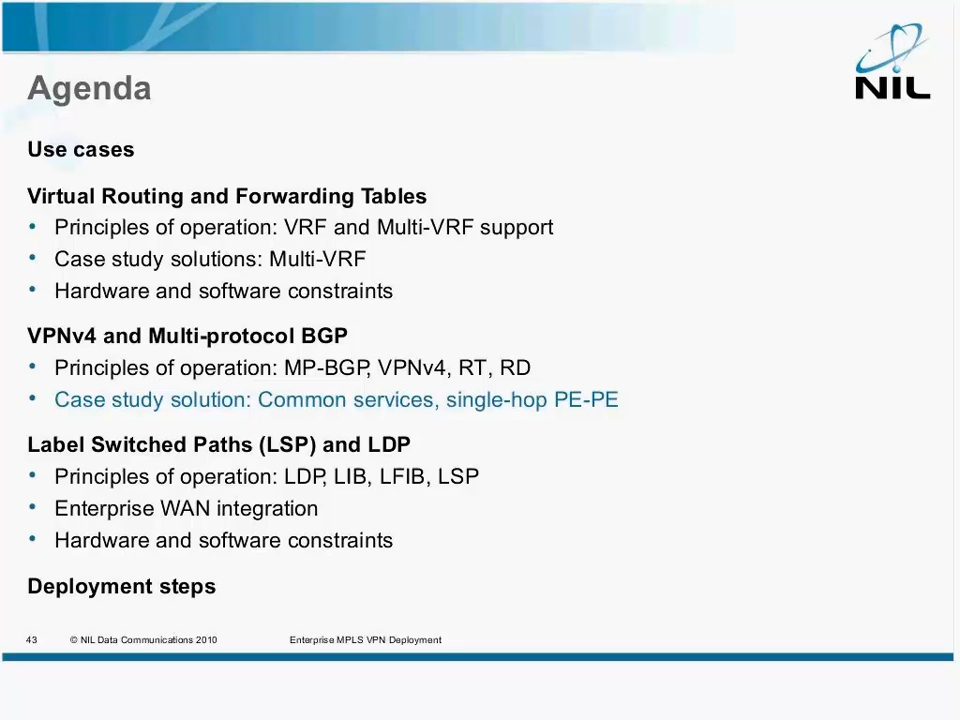 NIL
Agenda
Use cases
Virtual Routing and Forwarding Tables
• Principles of operation: VRF and Multi-VRF support
• Case study solutions: Multi-VRF
• Hardware and software constraints
VPNv4 and Multi-protocol BGP
• Principles of operation: MP-BGP, VPNv4, RT, RD
• Case study solution: Common services, single-hop PE-PE
Label Switched Paths (LSP) and LDP
• Principles of operation: LDP, LIB, LFIB, LSP
• Enterprise WAN integration
• Hardware and software constraints
Deployment steps
43 © NIL Data Communications 2010 Enterprise MPLS VPN Deployment